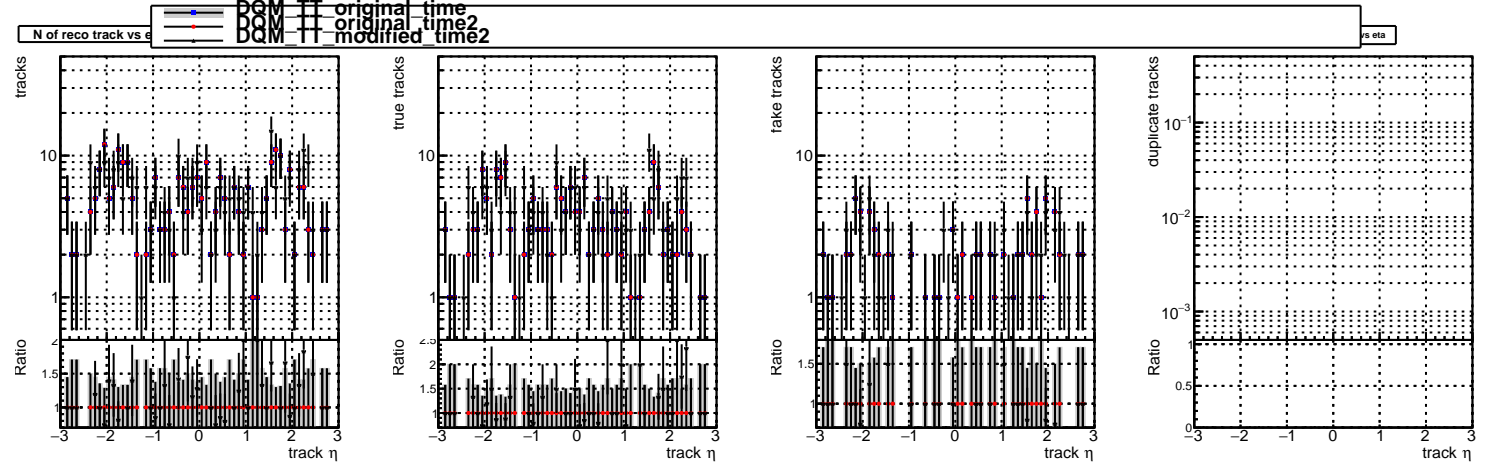 DQM_TT_original_time
DQM_TT_original_time2
DQM_TT_modified_time2
N of reco track vs e
vs eta
tracks
10
1
Ratio
2
1.5
1
−3 −2 −1 0 1 2 3
track η
true tracks
10
1
Ratio
2.5
2
1.5
1
−3 −2 −1 0 1 2 3
track η
fake tracks
10
1
Ratio
1.5
1
−3 −2 −1 0 1 2 3
track η
duplicate tracks
10−1
10−2
10−3
Ratio
1
0.5
0
−3 −2 −1 0 1 2 3
track η